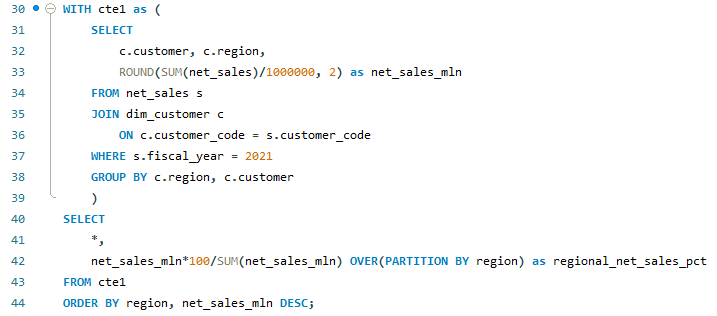 30 WITH cte1 as (
31 SELECT
32 c.customer, c.region,
33 ROUND(SUM(net_sales)/1000000, 2) as net_sales_mln
34 FROM net_sales s
35 JOIN dim_customer c
36 ON c.customer_code = s.customer_code
37 WHERE s.fiscal_year = 2021
38 GROUP BY c.region, c.customer
39 )
40 SELECT
41 *,
42 net_sales_mln*100/SUM(net_sales_mln) OVER(PARTITION BY region) as regional_net_sales_pct
43 FROM cte1
44 ORDER BY region, net_sales_mln DESC;